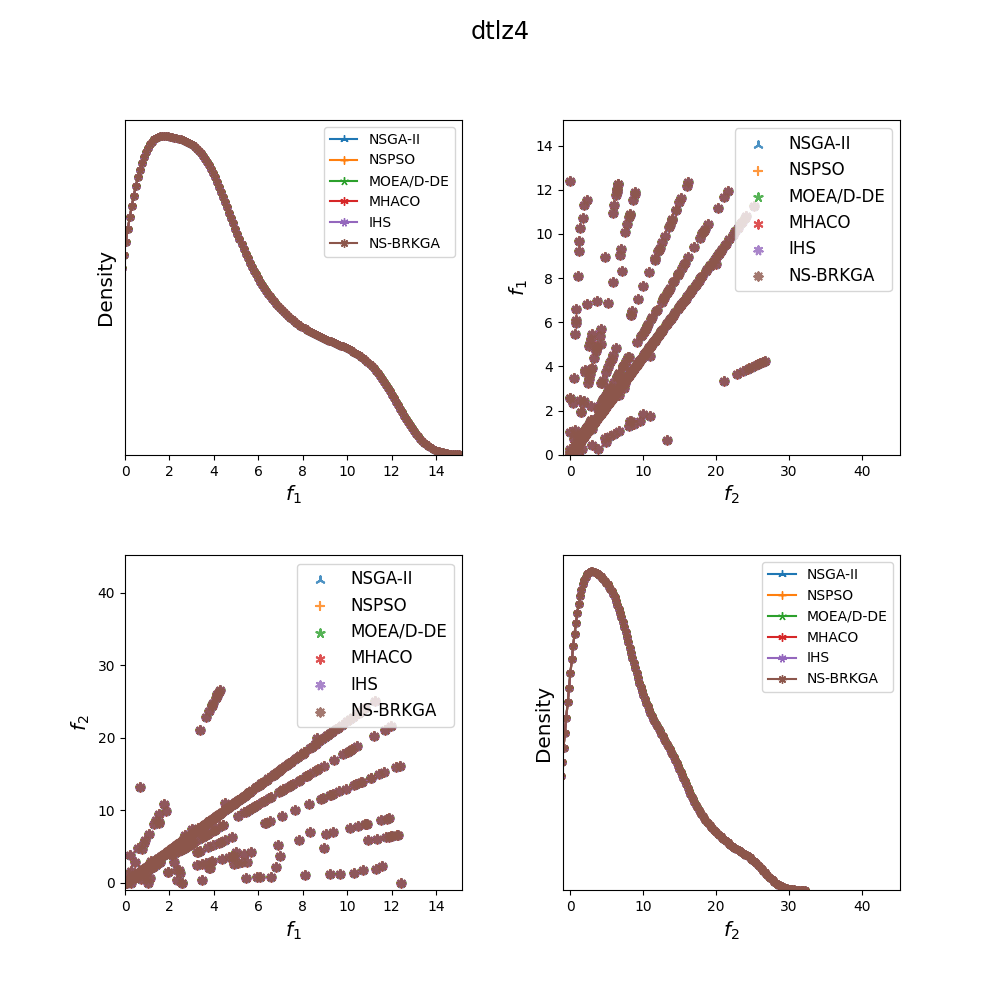 dtlz4
Density
NSGA-II
NSPSO
MOEA/D-DE
MHACO
IHS
NS-BRKGA
0 2 4 6 8 10 12 14
f1
f1
14
12
10
8
6
4
2
0
NSGA-II
NSPSO
MOEA/D-DE
MHACO
IHS
NS-BRKGA
0 10 20 30 40
f2
f2
40
30
20
10
0
NSGA-II
NSPSO
MOEA/D-DE
MHACO
IHS
NS-BRKGA
0 2 4 6 8 10 12 14
f1
Density
NSGA-II
NSPSO
MOEA/D-DE
MHACO
IHS
NS-BRKGA
0 10 20 30 40
f2